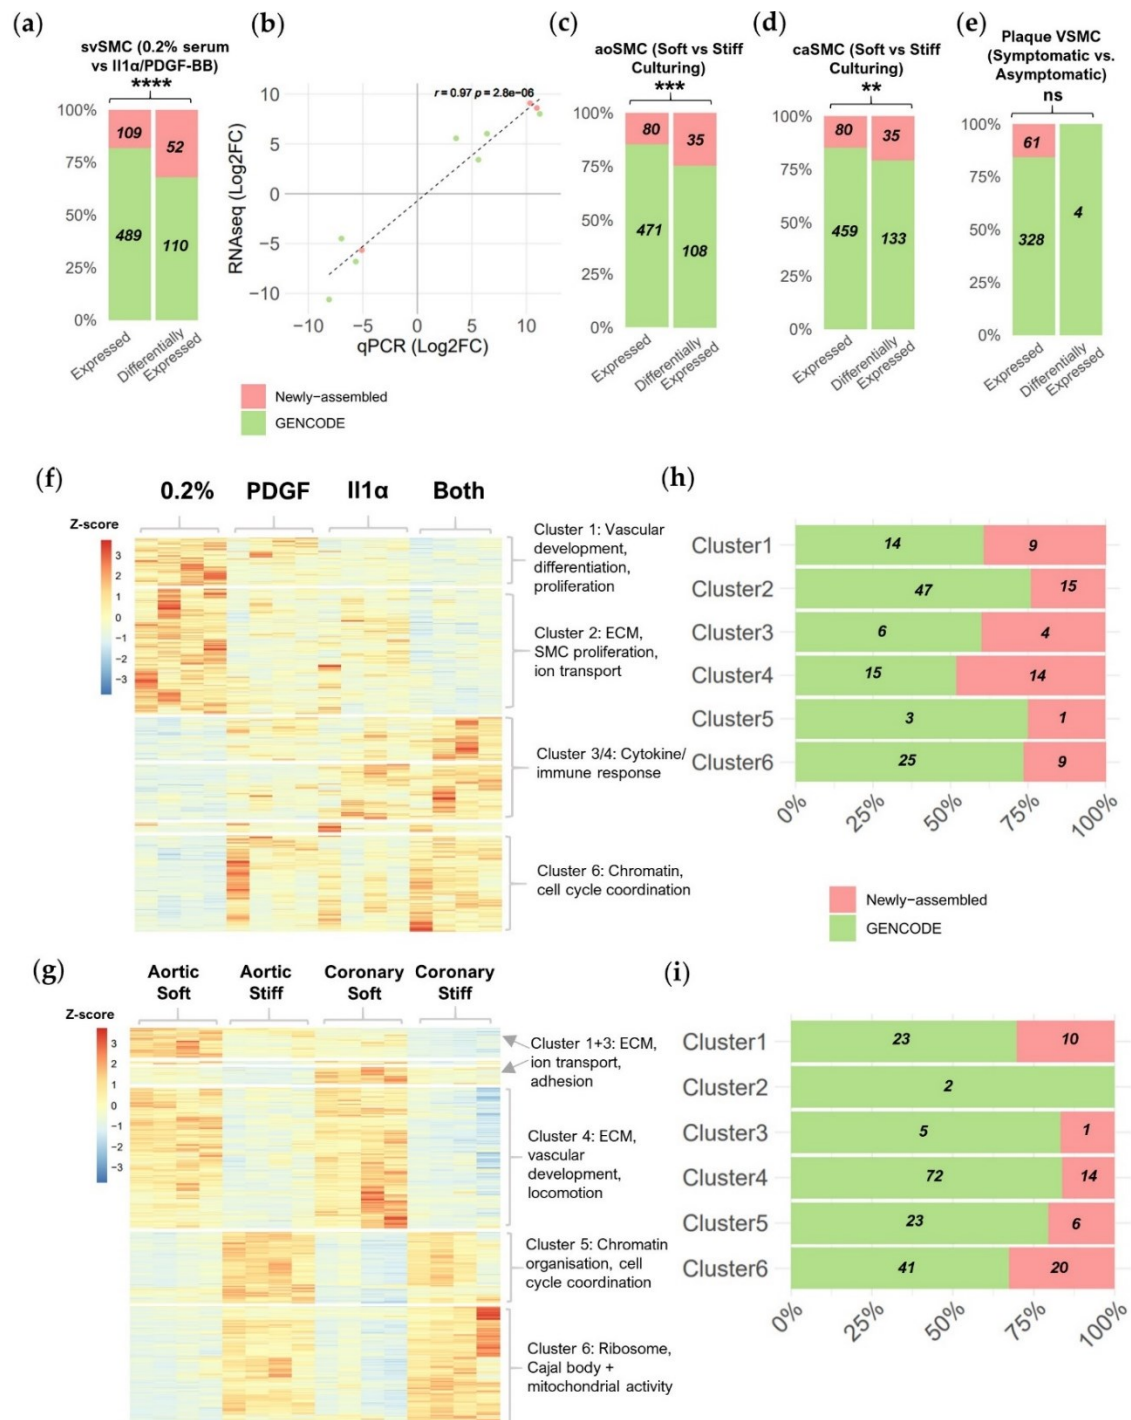 (a)
svSMC (0.2% serum
vs Il1α/PDGF-BB)
****
100%
75%
50%
25%
0%
109
489
52
110
Expressed
Differentially
Expressed
(b)
r = 0.97 p = 2.8e−06
RNAseq (Log2FC)
10
5
0
−5
−10
−10
−5
0
5
10
qPCR (Log2FC)
Newly−assembled
GENCODE
(c)
aoSMC (Soft vs Stiff
Culturing)
***
100%
75%
50%
25%
0%
80
471
35
108
Expressed
Differentially
Expressed
(d)
caSMC (Soft vs Stiff
Culturing)
**
100%
75%
50%
25%
0%
80
459
35
133
Expressed
Differentially
Expressed
(e)
Plaque VSMC
(Symptomatic vs.
Asymptomatic)
ns
100%
75%
50%
25%
0%
61
328
4
Expressed
Differentially
Expressed
(f)
0.2%
PDGF
Il1α
Both
Z-score
3
2
1
0
−1
−2
−3
Cluster 1: Vascular
development,
differentiation,
proliferation
Cluster 2: ECM,
SMC proliferation,
ion transport
Cluster 3/4: Cytokine/
immune response
Cluster 6: Chromatin,
cell cycle coordination
(h)
Cluster1
14
9
Cluster2
47
15
Cluster3
6
4
Cluster4
15
14
Cluster5
3
1
Cluster6
25
9
0%
25%
50%
75%
100%
Newly−assembled
GENCODE
(g)
Aortic
Soft
Aortic
Stiff
Coronary
Soft
Coronary
Stiff
Z-score
3
2
1
0
−1
−2
−3
Cluster 1+3: ECM,
ion transport,
adhesion
Cluster 4: ECM,
vascular
development,
locomotion
Cluster 5: Chromatin
organisation, cell
cycle coordination
Cluster 6: Ribosome,
Cajal body +
mitochondrial activity
(i)
Cluster1
23
10
Cluster2
2
Cluster3
5
1
Cluster4
72
14
Cluster5
23
6
Cluster6
41
20
0%
25%
50%
75%
100%